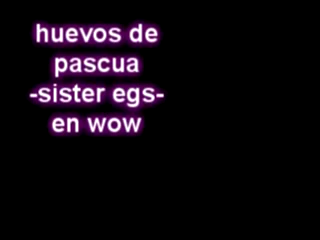 huevos de
pascua
-sister egs-
en wow